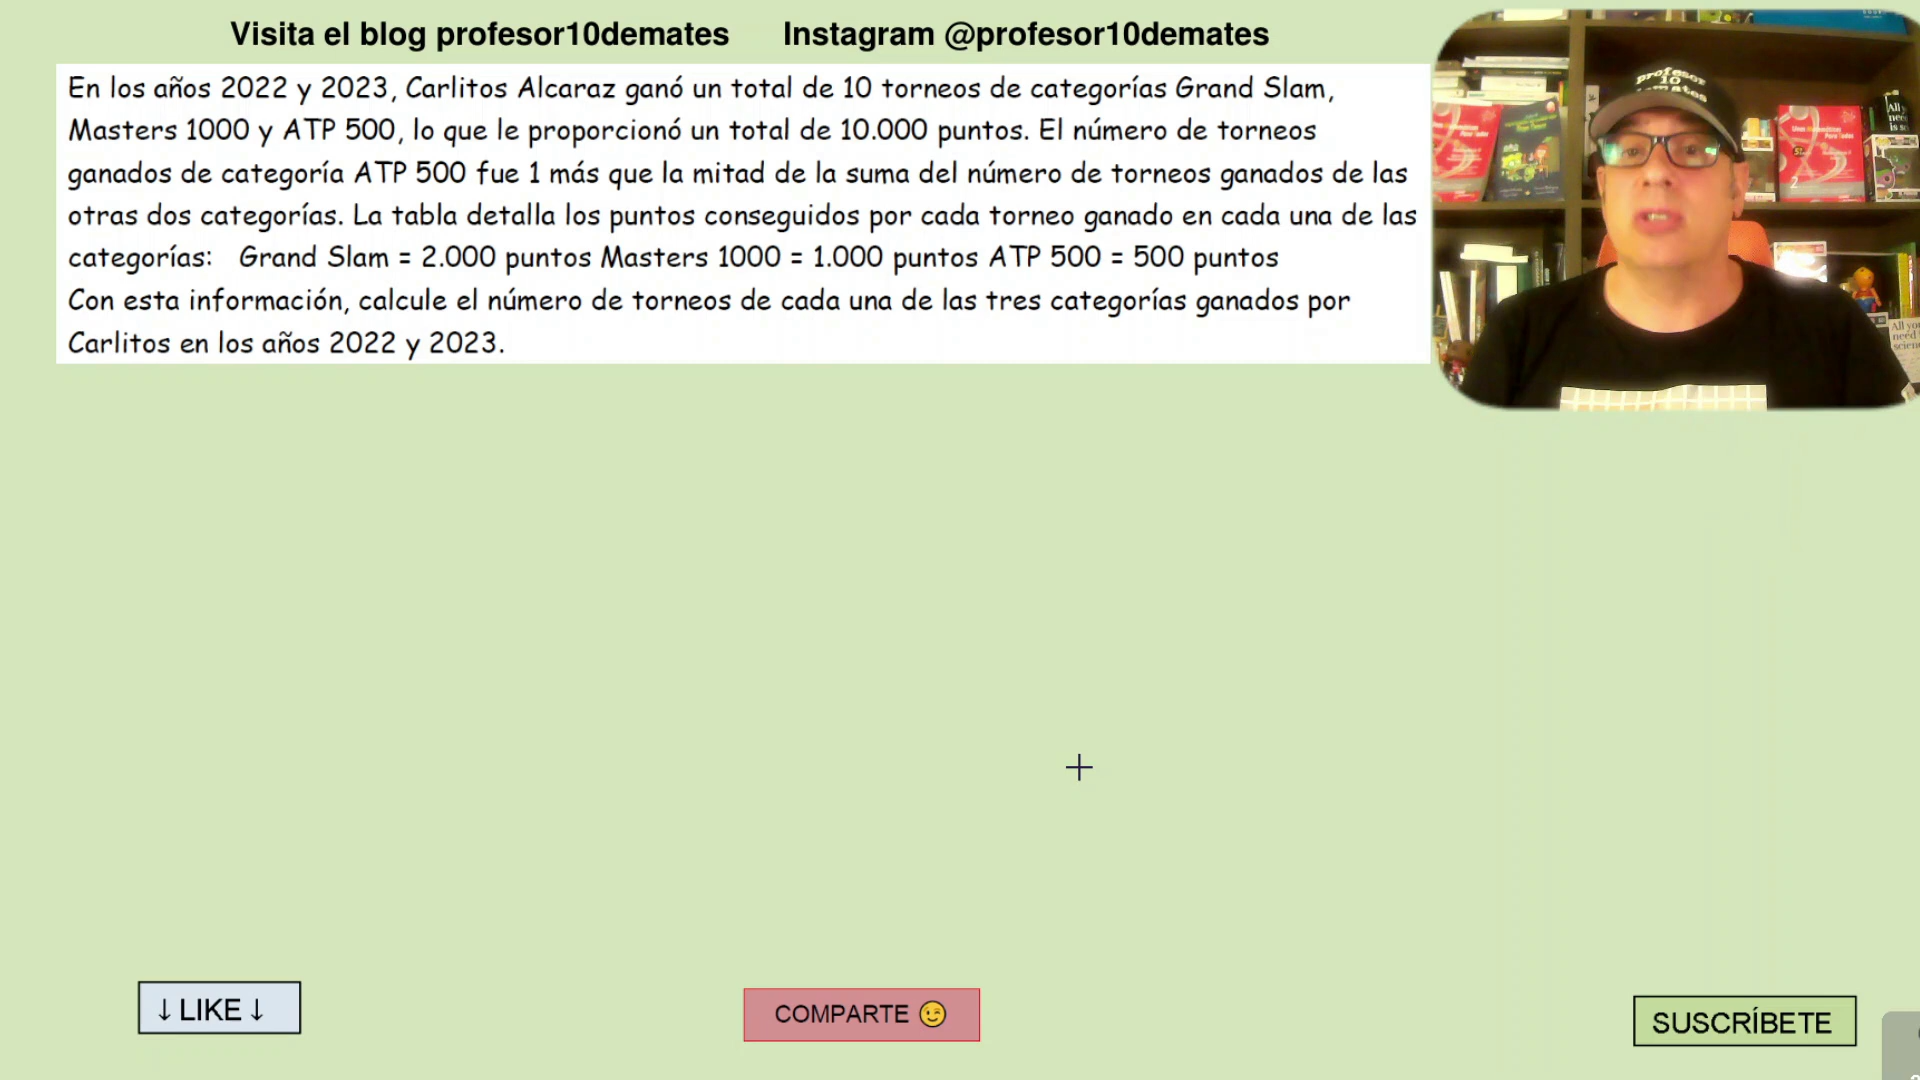 Visita el blog profesor10demates Instagram @profesor10demates
En los años 2022 y 2023, Carlitos Alcaraz ganó un total de 10 torneos de categorías Grand Slam,
Masters 1000 y ATP 500, lo que le proporcionó un total de 10.000 puntos. El número de torneos
ganados de categoría ATP 500 fue 1 más que la mitad de la suma del número de torneos ganados de las
otras dos categorías. La tabla detalla los puntos conseguidos por cada torneo ganado en cada una de las
categorías: Grand Slam = 2.000 puntos Masters 1000 = 1.000 puntos ATP 500 = 500 puntos
Con esta información, calcule el número de torneos de cada una de las tres categorías ganados por
Carlitos en los años 2022 y 2023.
profesor
10
All you
need
scien
↓ LIKE ↓
COMPARTE 😉
SUSCRÍBETE